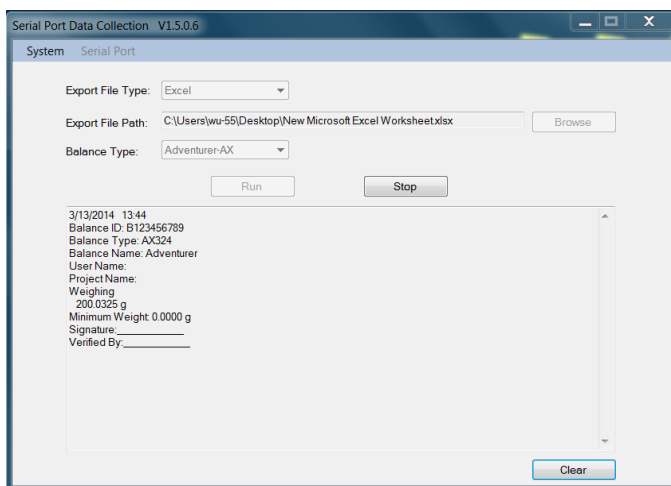 Serial Port Data Collection V1.5.0.6
System Serial Port
Export File Type: Excel
Export File Path: C:\Users\wu-55\Desktop\New Microsoft Excel Worksheet.xlsx Browse
Balance Type: Adventurer-AX
Run Stop
3/13/2014 13:44
Balance ID: B123456789
Balance Type: AX324
Balance Name: Adventurer
User Name:
Project Name:
Weighing
200.0325 g
Minimum Weight: 0.0000 g
Signature:____________
Verified By:____________
Clear